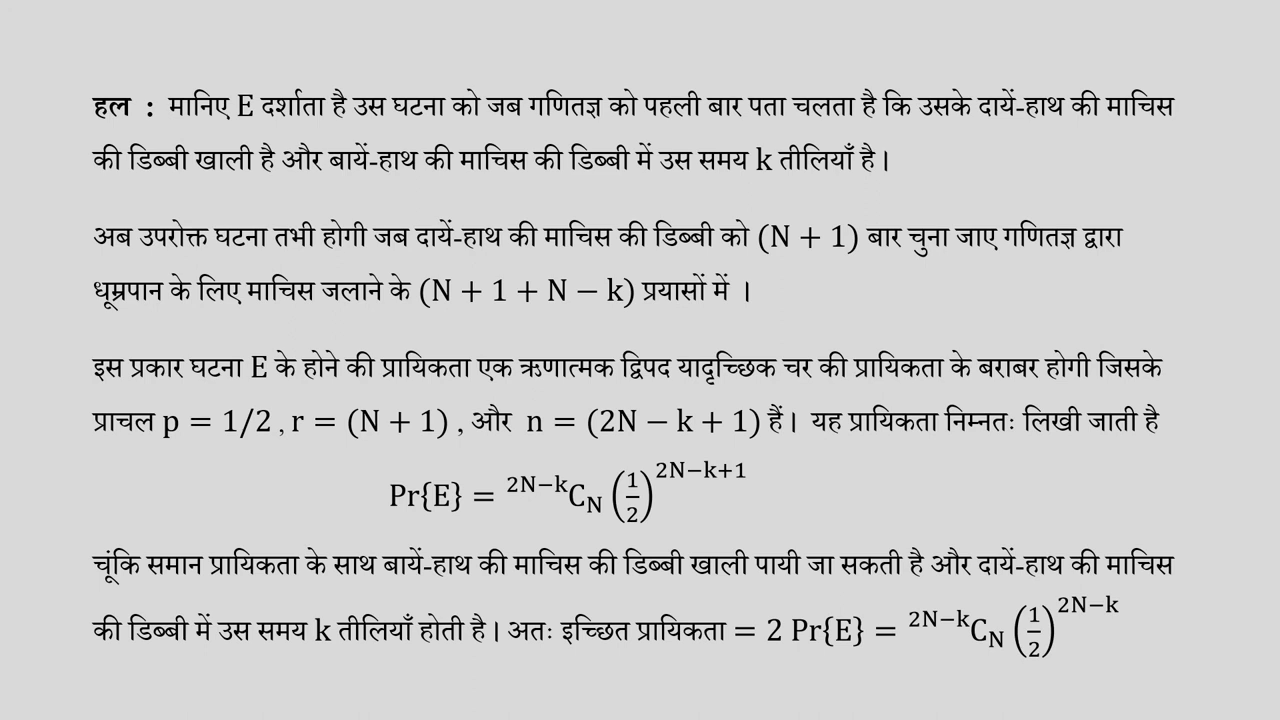 हल : मानिए E दर्शाता है उस घटना को जब गणितज्ञ को पहली बार पता चलता है कि उसके दायें-हाथ की माचिस
की डिब्बी खाली है और बायें-हाथ की माचिस की डिब्बी में उस समय k तीलियाँ है।
अब उपरोक्त घटना तभी होगी जब दायें-हाथ की माचिस की डिब्बी को (N + 1) बार चुना जाए गणितज्ञ द्वारा
धूम्रपान के लिए माचिस जलाने के (N + 1 + N − k) प्रयासों में ।
इस प्रकार घटना E के होने की प्रायिकता एक ऋणात्मक द्विपद यादृच्छिक चर की प्रायिकता के बराबर होगी जिसके
प्राचल p = 1/2 , r = (N + 1) , और n = (2N − k + 1) हैं। यह प्रायिकता निम्नतः लिखी जाती है
Pr{E} = ^{2N−k}C_N (1/2)^{2N−k+1}
चूंकि समान प्रायिकता के साथ बायें-हाथ की माचिस की डिब्बी खाली पायी जा सकती है और दायें-हाथ की माचिस
की डिब्बी में उस समय k तीलियाँ होती है। अतः इच्छित प्रायिकता = 2 Pr{E} = ^{2N−k}C_N (1/2)^{2N−k}